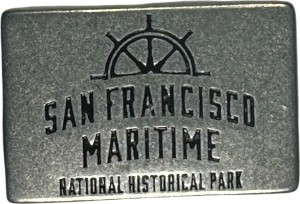 SAN FRANCISCO
MARITIME
NATIONAL HISTORICAL PARK